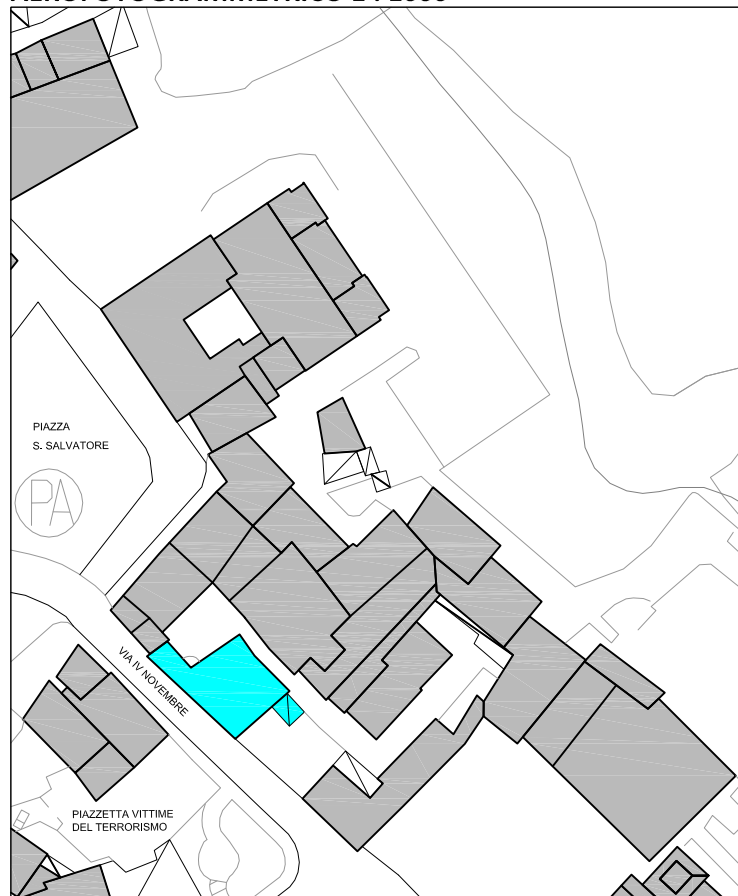 PIAZZA
S. SALVATORE
PA
VIA IV NOVEMBRE
PIAZZETTA VITTIME
DEL TERRORISMO